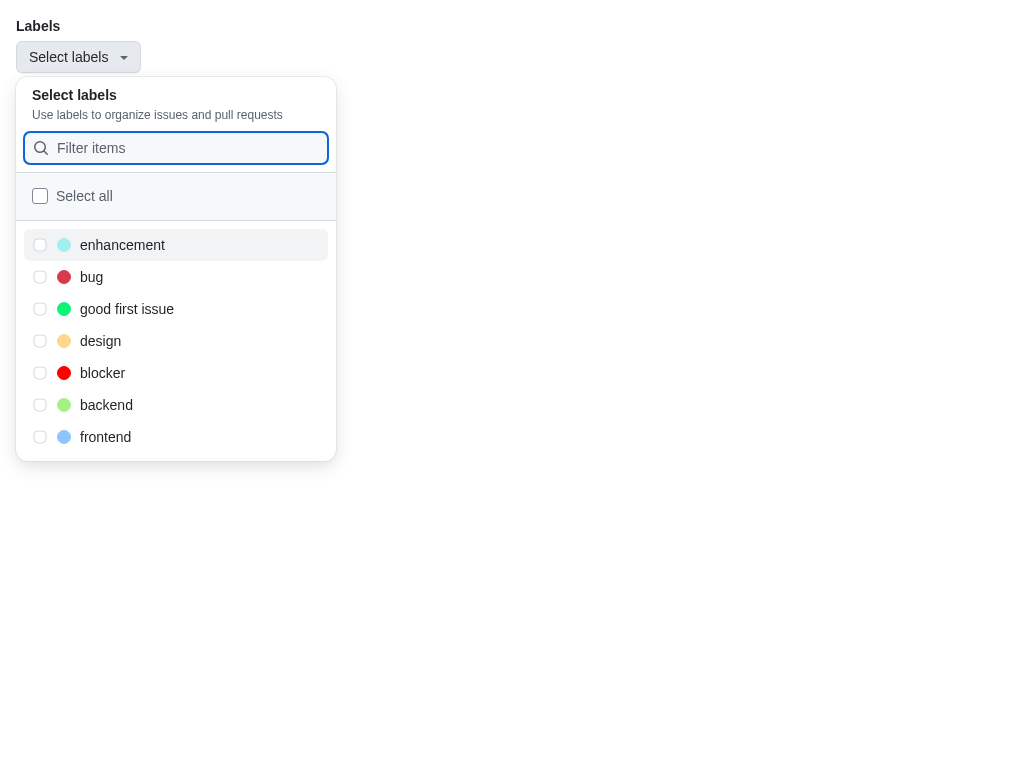 Labels
Select labels
Select labels
Use labels to organize issues and pull requests
Filter items
Select all
enhancement
bug
good first issue
design
blocker
backend
frontend